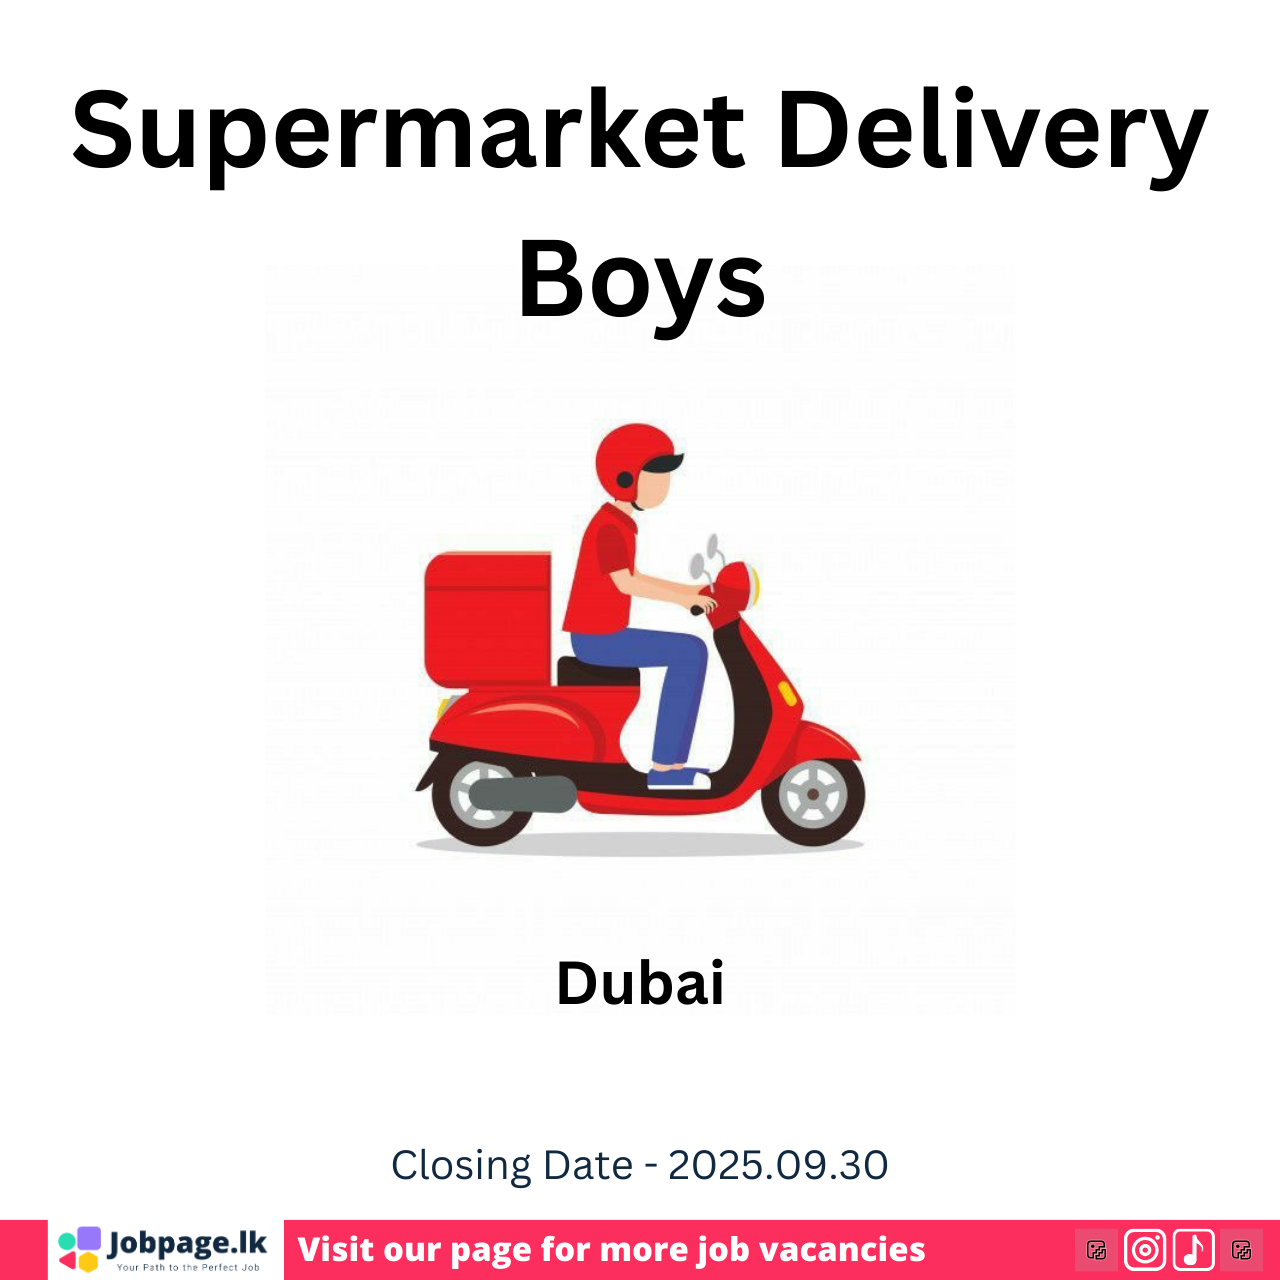 Supermarket Delivery
Boys
Dubai
Closing Date - 2025.09.30
Jobpage.lk
Your Path to the Perfect Job
Visit our page for more job vacancies